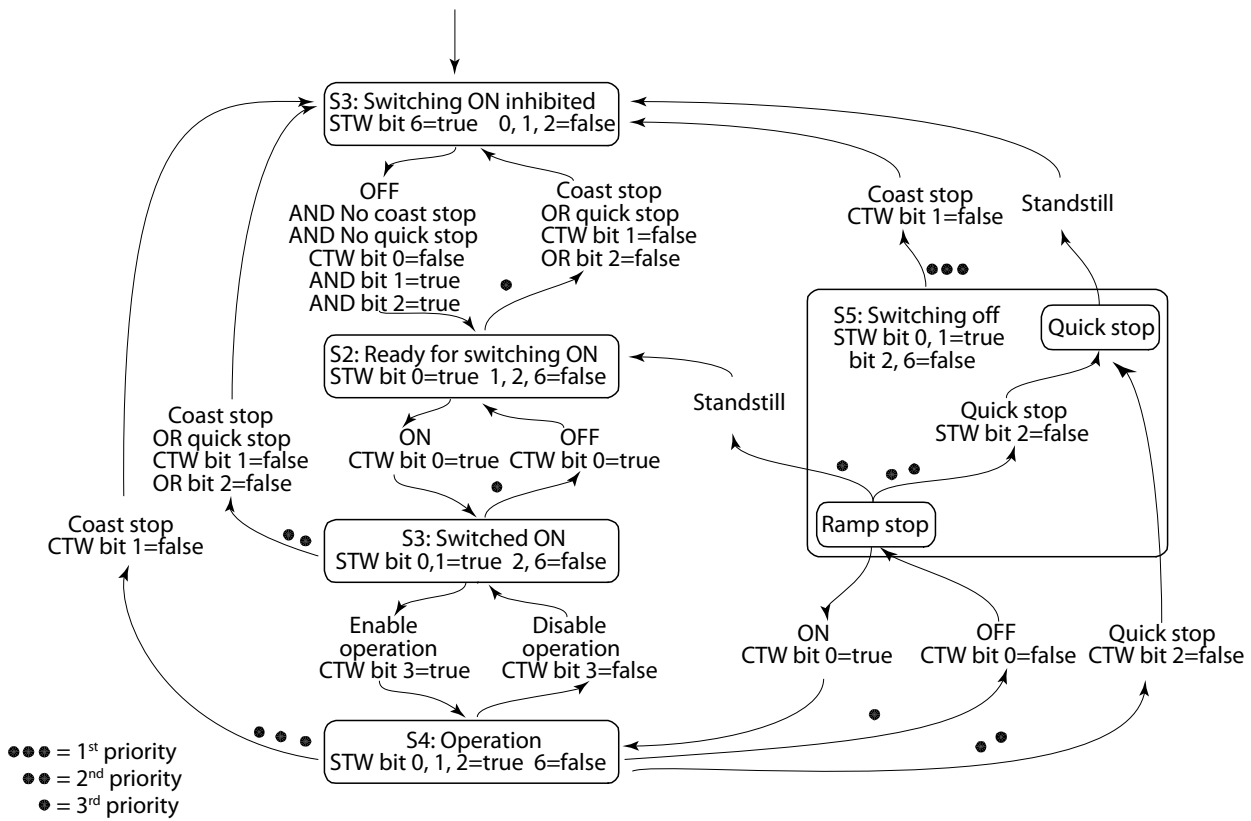 S3: Switching ON inhibited
STW bit 6=true 0, 1, 2=false
OFF
AND No coast stop
AND No quick stop
CTW bit 0=false
AND bit 1=true
AND bit 2=true
Coast stop
OR quick stop
CTW bit 1=false
OR bit 2=false
Coast stop
CTW bit 1=false
Standstill
S2: Ready for switching ON
STW bit 0=true 1, 2, 6=false
S5: Switching off
STW bit 0, 1=true
bit 2, 6=false
Quick stop
Standstill
Quick stop
STW bit 2=false
Ramp stop
Coast stop
OR quick stop
CTW bit 1=false
OR bit 2=false
ON
CTW bit 0=true
OFF
CTW bit 0=true
Coast stop
CTW bit 1=false
S3: Switched ON
STW bit 0,1=true 2, 6=false
Enable
operation
CTW bit 3=true
Disable
operation
CTW bit 3=false
ON
CTW bit 0=true
OFF
CTW bit 0=false
Quick stop
CTW bit 2=false
S4: Operation
STW bit 0, 1, 2=true 6=false
= 1st priority
= 2nd priority
= 3rd priority